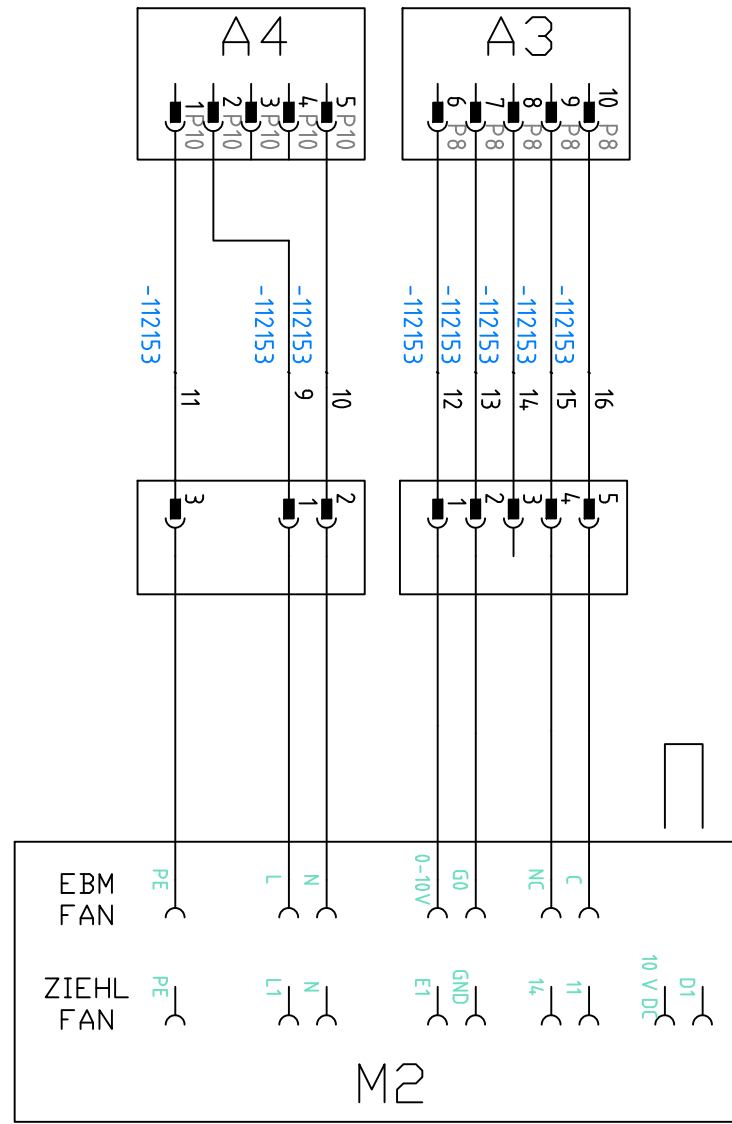 A4 A3
1 2 3 4 5 6 7 8 9 10
P10 P10 P10 P10 P10 P8 P8 P8 P8 P8
-112153 -112153 -112153 -112153 -112153 -112153 -112153 -112153
11 9 10 12 13 14 15 16
3 1 2 1 2 3 4 5
EBM PE L N 0-10V G0 NC C
FAN
ZIEHL PE L1 N E1 GND 14 11 10 V DC D1
FAN
M2